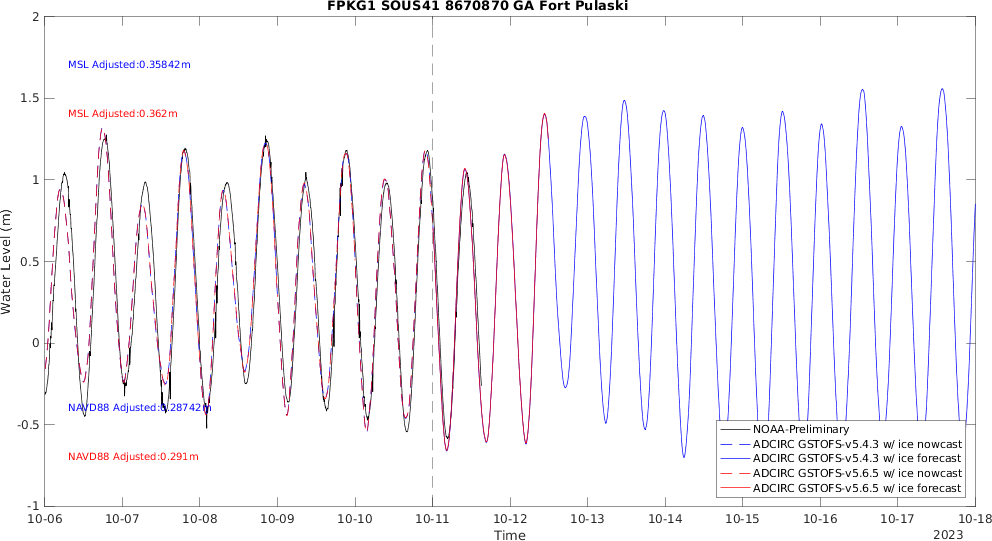 FPKG1 SOUS41 8670870 GA Fort Pulaski
2
1.5
1
0.5
0
-0.5
-1
Water Level (m)
MSL Adjusted:0.35842m
MSL Adjusted:0.362m
NAVD88 Adjusted:0.28742m
NAVD88 Adjusted:0.291m
NOAA-Preliminary
ADCIRC GSTOFS-v5.4.3 w/ ice nowcast
ADCIRC GSTOFS-v5.4.3 w/ ice forecast
ADCIRC GSTOFS-v5.6.5 w/ ice nowcast
ADCIRC GSTOFS-v5.6.5 w/ ice forecast
10-06 10-07 10-08 10-09 10-10 10-11 10-12 10-13 10-14 10-15 10-16 10-17 10-18
Time
2023